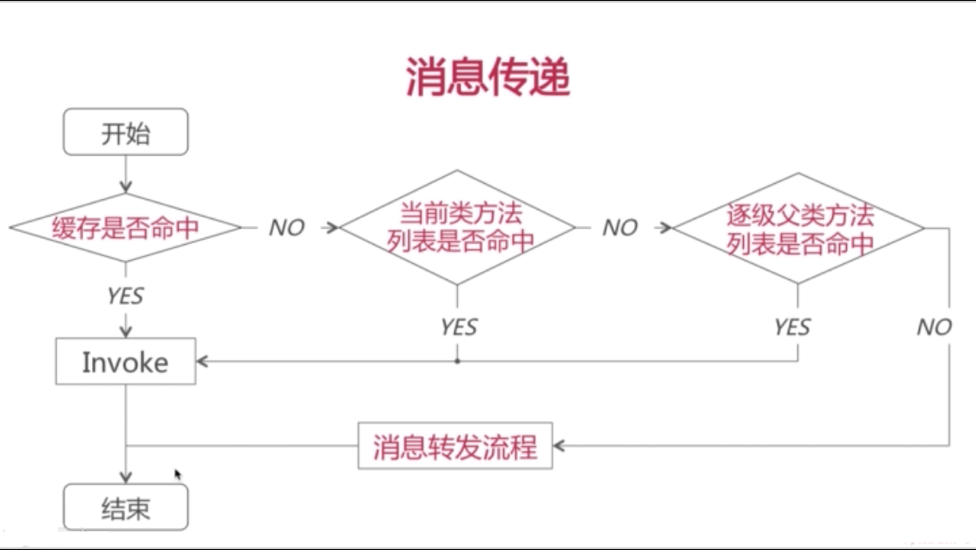 消息传递
开始
缓存是否命中
NO
当前类方法
列表是否命中
NO
逐级父类方法
列表是否命中
YES
YES
YES
NO
Invoke
消息转发流程
结束